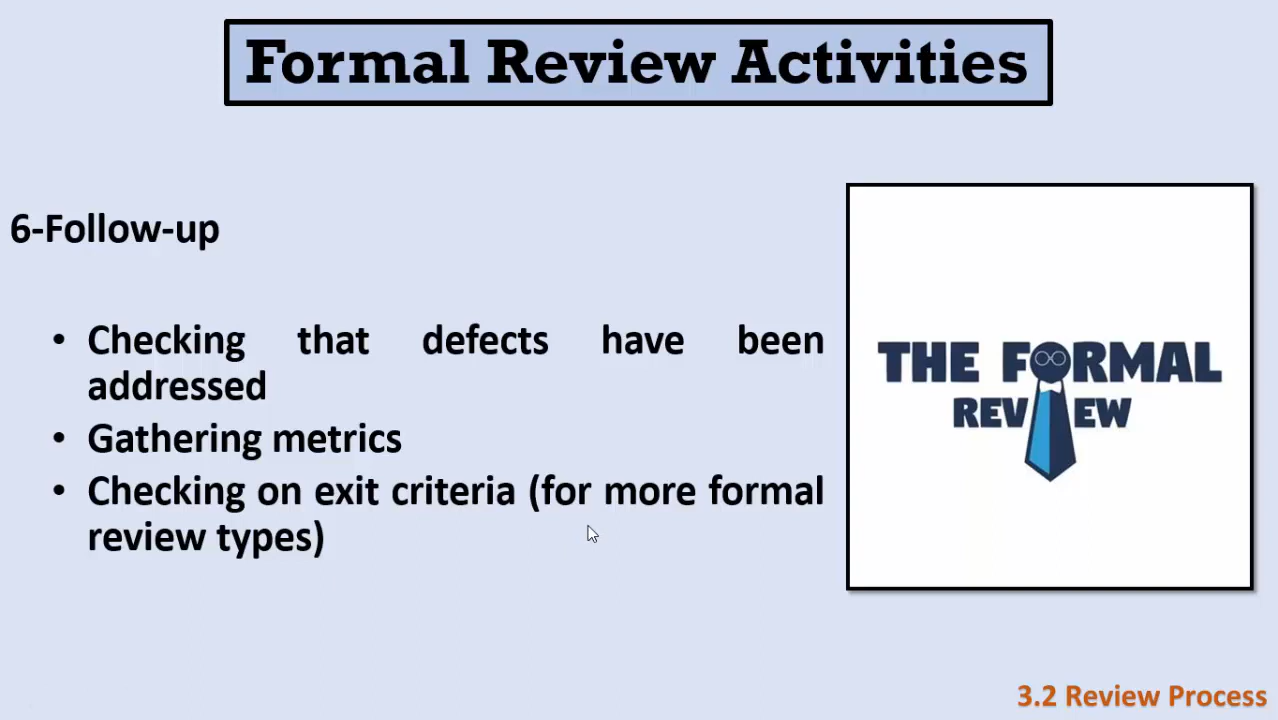 Formal Review Activities
6-Follow-up
• Checking that defects have been
addressed
• Gathering metrics
• Checking on exit criteria (for more formal
review types)
THE FORMAL
REVIEW
3.2 Review Process